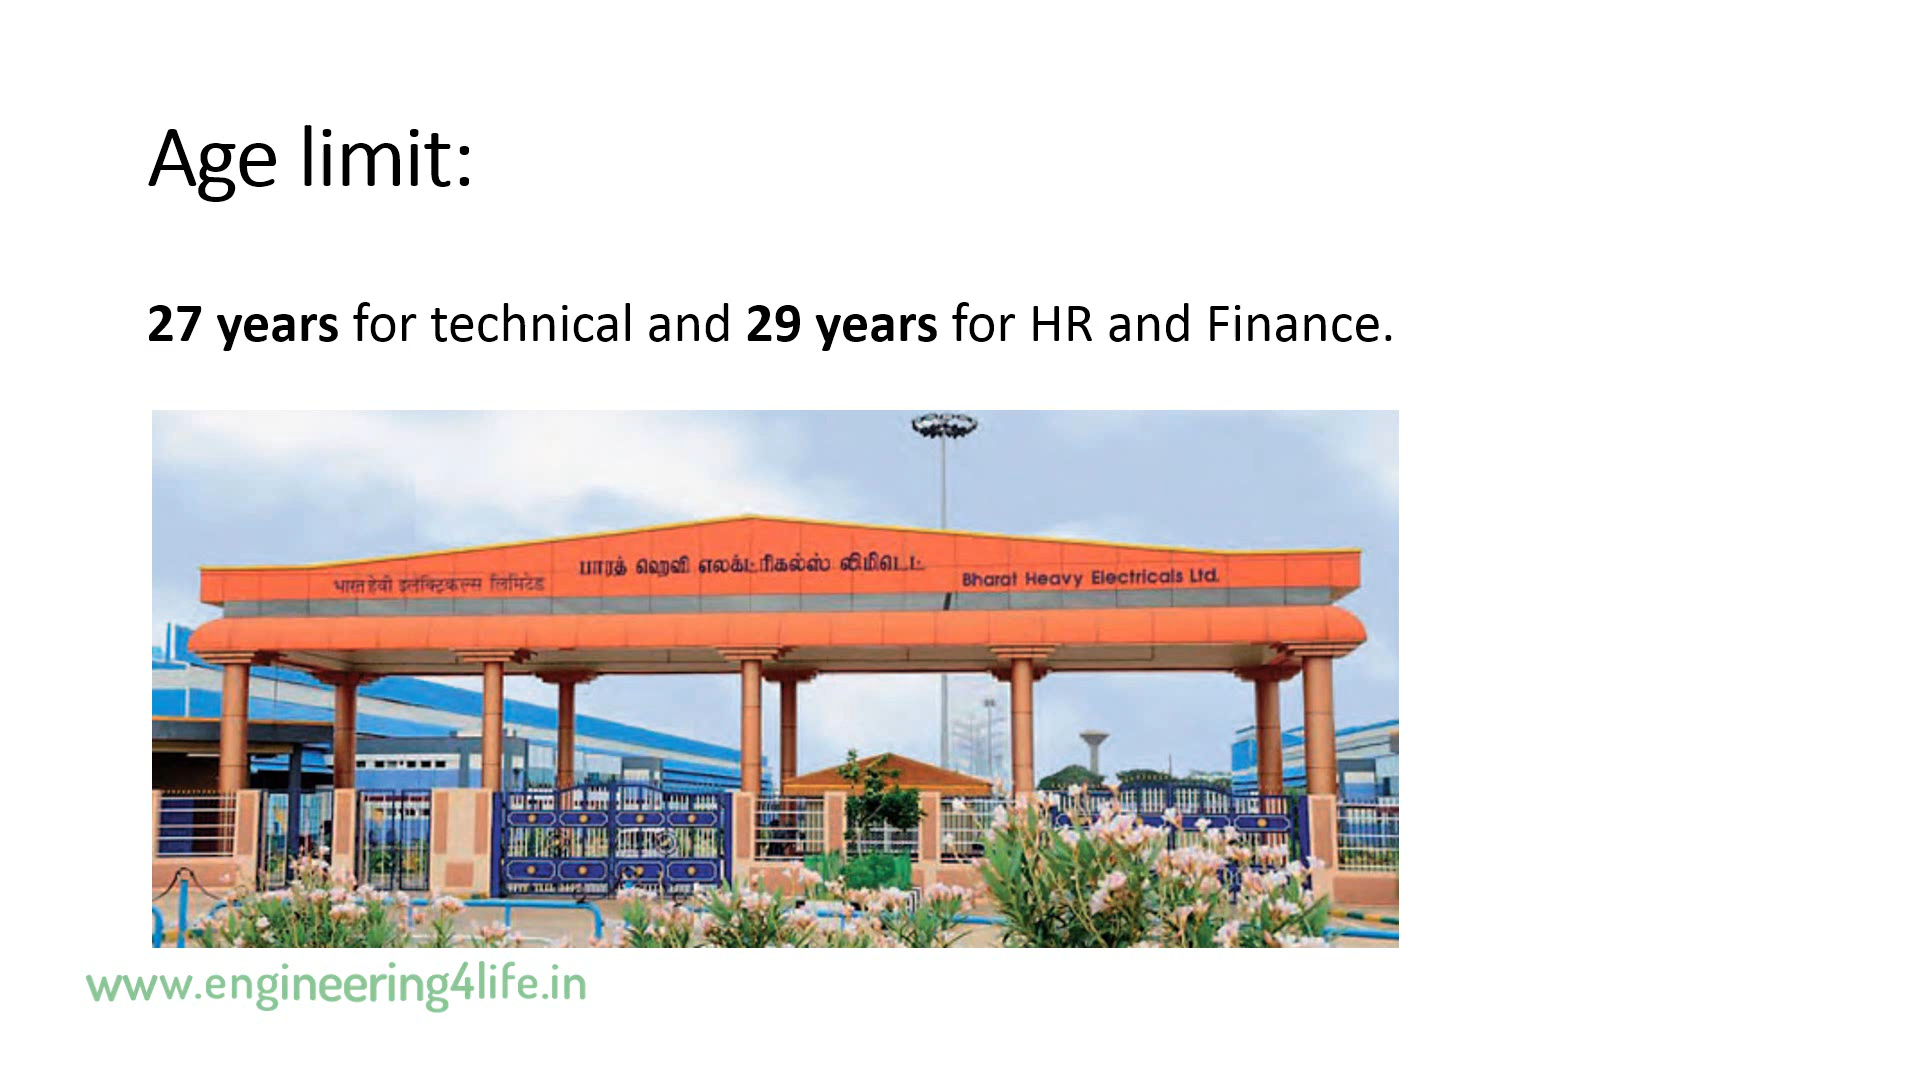 Age limit:
27 years for technical and 29 years for HR and Finance.
பாரத் ஹெவி எலக்ட்ரிகல்ஸ் லிமிடெட்
भारत हेवी इलेक्ट्रिकल्स लिमिटेड
Bharat Heavy Electricals Ltd.
www.engineering4life.in